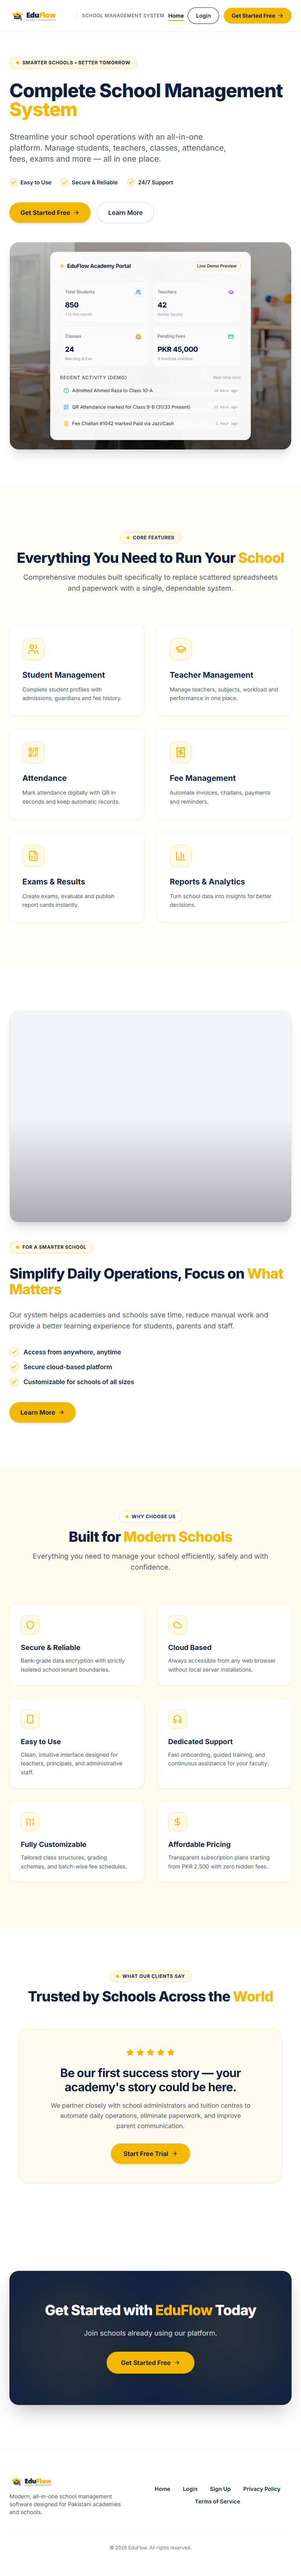 EduFlow
SCHOOL MANAGEMENT SYSTEM
Home
Login
Get Started Free →
SMARTER SCHOOLS • BETTER TOMORROW
Complete School Management
System
Streamline your school operations with an all-in-one
platform. Manage students, teachers, classes, attendance,
fees, exams and more — all in one place.
Easy to Use
Secure & Reliable
24/7 Support
Get Started Free →
Learn More
EduFlow Academy Portal
Live Demo Preview
Total Students
850
+12 this month
Teachers
42
Active faculty
Classes
24
Morning & Eve
Pending Fees
PKR 45,000
RECENT ACTIVITY (DEMO)
Real-time sync
Admitted Ahmed Raza to Class 10-A
10 mins ago
QR Attendance marked for Class 9-B (31/33 Present)
Fee Challan #1042 marked Paid via JazzCash
1 hour ago
CORE FEATURES
Everything You Need to Run Your School
Comprehensive modules built specifically to replace scattered spreadsheets
and paperwork with a single, dependable system.
Student Management
Complete student profiles with
admissions, guardians and fee history.
Teacher Management
Manage teachers, subjects, workload and
performance in one place.
Attendance
Mark attendance digitally with QR in
seconds and keep automatic records.
Fee Management
Automate invoices, challans, payments
and reminders.
Exams & Results
Create exams, evaluate and publish
report cards instantly.
Reports & Analytics
Turn school data into insights for better
decisions.
FOR A SMARTER SCHOOL
Simplify Daily Operations, Focus on What
Matters
Our system helps academies and schools save time, reduce manual work and
provide a better learning experience for students, parents and staff.
Access from anywhere, anytime
Secure cloud-based platform
Customizable for schools of all sizes
Learn More →
WHY CHOOSE US
Built for Modern Schools
Everything you need to manage your school efficiently, safely and with
confidence.
Secure & Reliable
Bank-grade data encryption with strictly
isolated school tenant boundaries.
Cloud Based
Always accessible from any web browser
without local server installations.
Easy to Use
Clean, intuitive interface designed for
teachers, principals, and administrative
staff.
Dedicated Support
Fast onboarding, guided training, and
continuous assistance for your faculty.
Fully Customizable
Tailored class structures, grading
schemes, and batch-wise fee schedules.
Affordable Pricing
Transparent subscription plans starting
from PKR 2,500 with zero hidden fees.
WHAT OUR CLIENTS SAY
Trusted by Schools Across the World
Be our first success story — your
academy's story could be here.
We partner closely with school administrators and tuition centres to
automate daily operations, eliminate paperwork, and improve
parent communication.
Start Free Trial →
Get Started with EduFlow Today
Join schools already using our platform.
Get Started Free →
EduFlow
Modern, all-in-one school management
software designed for Pakistani academies
and schools.
Home
Login
Sign Up
Privacy Policy
Terms of Service
© 2026 EduFlow. All rights reserved.